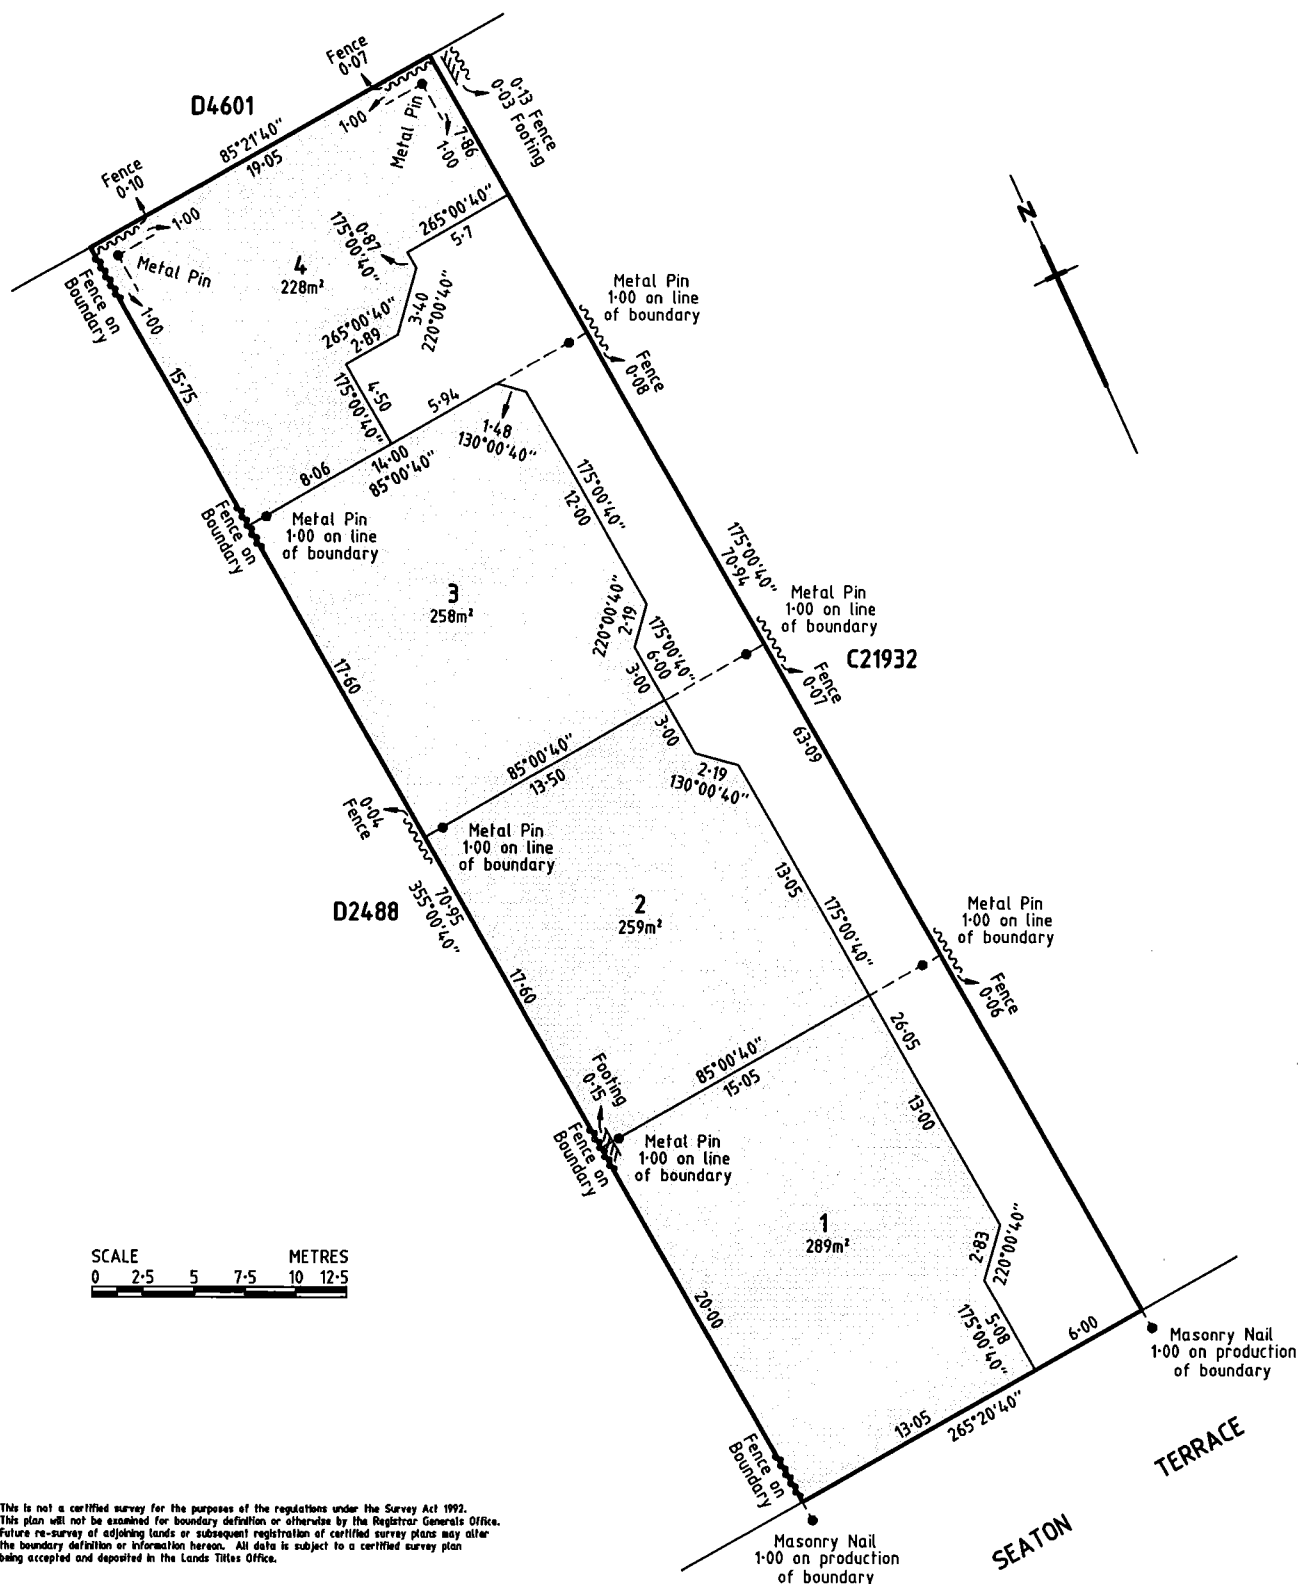 Fence
0·07
D4601
85°21'40"
19·05
1·00
Metal Pin
7·86
1·00
0·13 Fence
0·03 Footing
Fence
0·10
1·00
Metal Pin
1·00
Fence on
Boundary
4
228m²
0·87
175°00'40"
265°00'40"
5·7
3·40
220°00'40"
265°00'40"
2·89
4·50
175°00'40"
N
Metal Pin
1·00 on line
of boundary
Fence
0·08
15·75
5·94
1·48
130°00'40"
8·06
14·00
85°00'40"
Fence on
Boundary
Metal Pin
1·00 on line
of boundary
175°00'40"
12·00
175°00'40"
70·94
3
258m²
220°00'40"
2·19
175°00'40"
6·00
3·00
Metal Pin
1·00 on line
of boundary
Fence
0·07
C21932
17·60
3·00
63·09
85°00'40"
13·50
2·19
130°00'40"
0·04
Fence
Metal Pin
1·00 on line
of boundary
70·95
355°00'40"
D2488
2
259m²
13·05
175°00'40"
Metal Pin
1·00 on line
of boundary
Fence
0·06
17·60
26·05
85°00'40"
15·05
Footing
0·15
Fence on
Boundary
Metal Pin
1·00 on line
of boundary
13·00
1
289m²
2·83
220°00'40"
20·00
5·08
175°00'40"
6·00
Masonry Nail
1·00 on production
of boundary
13·05
265°20'40"
Fence on
Boundary
Masonry Nail
1·00 on production
of boundary
SEATON
TERRACE
SCALE METRES
0 2·5 5 7·5 10 12·5
This is not a certified survey for the purposes of the regulations under the Survey Act 1992.
This plan will not be examined for boundary definition or otherwise by the Registrar Generals Office.
Future re-survey of adjoining lands or subsequent registration of certified survey plans may alter
the boundary definition or information hereon. All data is subject to a certified survey plan
being accepted and deposited in the Lands Titles Office.